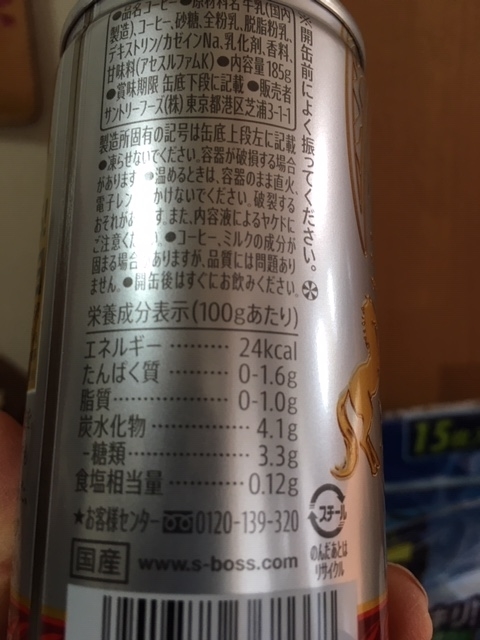 ●品名コーヒー●原材料名牛乳(国内
製造)、コーヒー、砂糖、全粉乳、脱脂粉乳、
デキストリン/カゼインNa、乳化剤、香料、
甘味料(アセスルファムK)●内容量185g
●賞味期限 缶底下段に記載●販売者
サントリーフーズ(株)東京都港区芝浦3-1-1
製造所固有の記号は缶底上段左に記載
●凍らせないでください。容器が破損する場合
があります。●温めるときは、容器のまま直火、
電子レンジにかけないでください。破裂する
おそれがあります。また、内容液によるヤケドに
ご注意ください。●コーヒー、ミルクの成分が
固まる場合がありますが、品質には問題あり
ません。●開缶後はすぐにお飲みください。
※開缶前によく振ってください。
栄養成分表示(100gあたり)
エネルギー………24kcal
たんぱく質………0-1.6g
脂質………0-1.0g
炭水化物………4.1g
-糖類………3.3g
食塩相当量………0.12g
★お客様センター 0120-139-320
国産 www.s-boss.com
スチール
のんだあとは
リサイクル
15